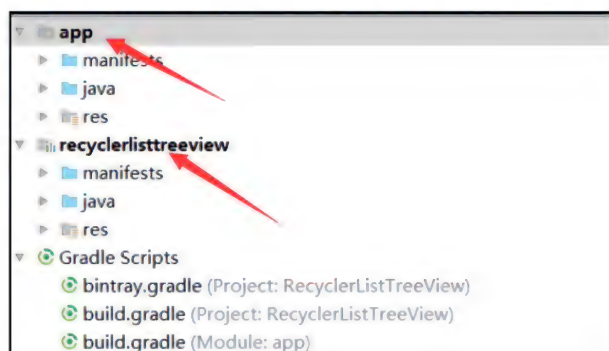 app
manifests
java
res
recyclerlisttreeview
manifests
java
res
Gradle Scripts
bintray.gradle (Project: RecyclerListTreeView)
build.gradle (Project: RecyclerListTreeView)
build.gradle (Module: app)